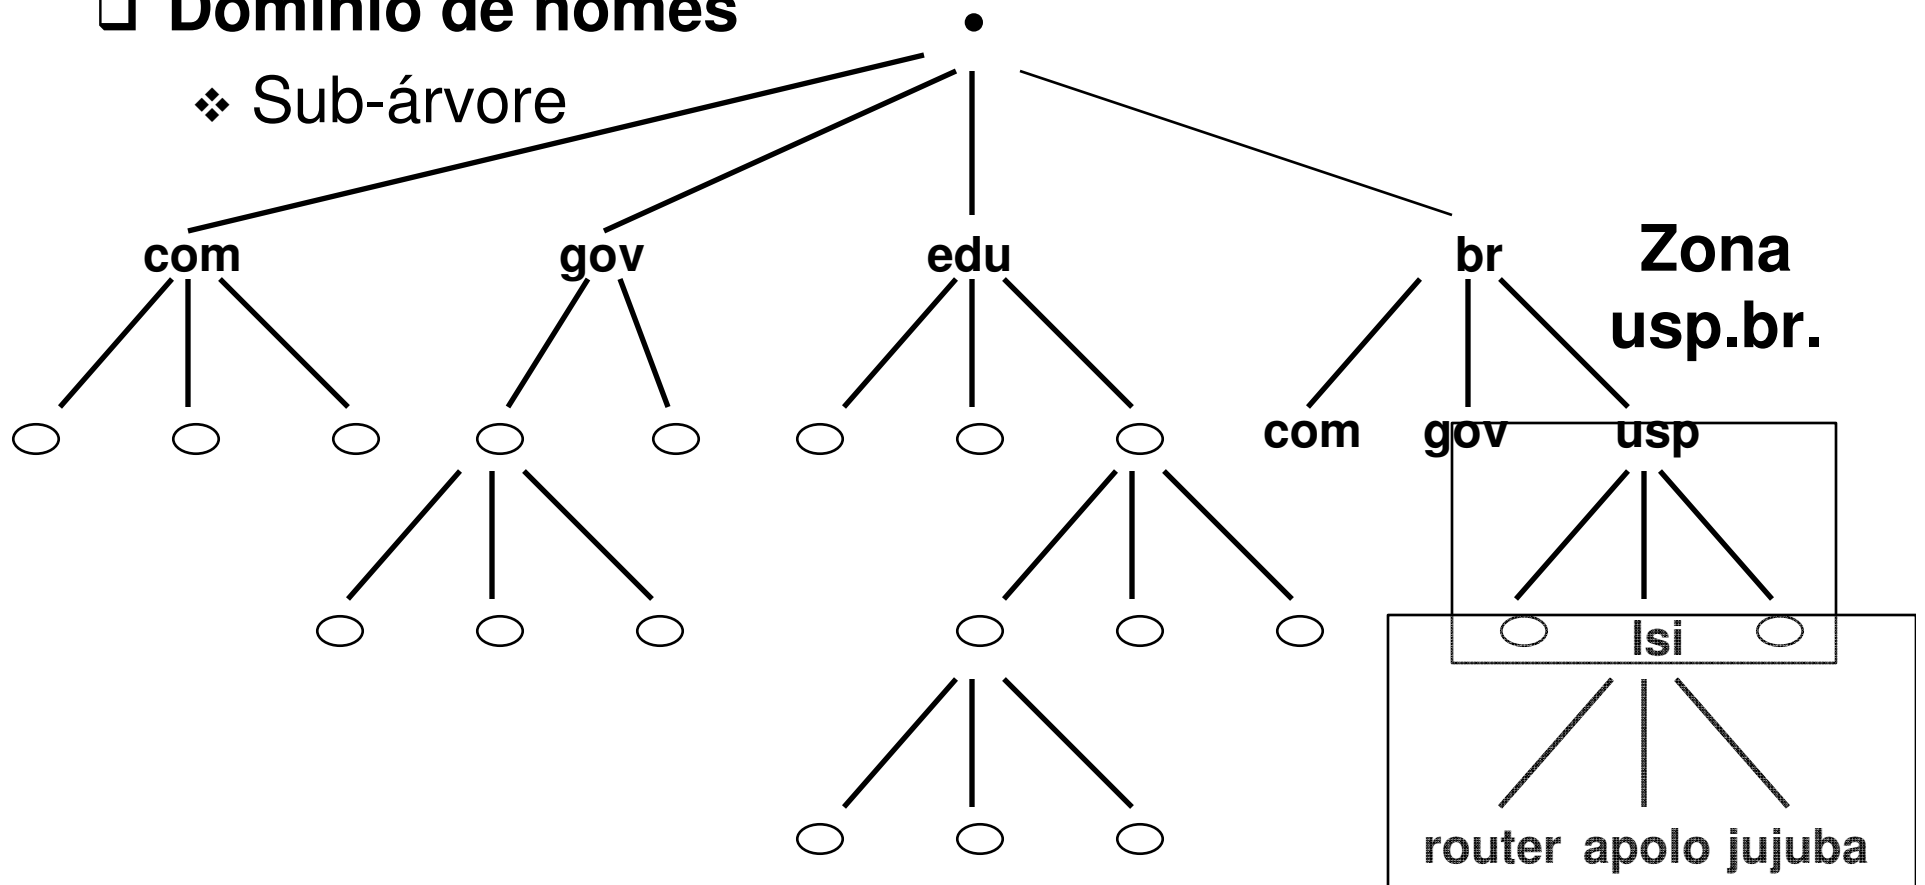 Domínio de nomes
Sub-árvore
com gov edu br
Zona
usp.br.
com gov usp
lsi
router apolo jujuba